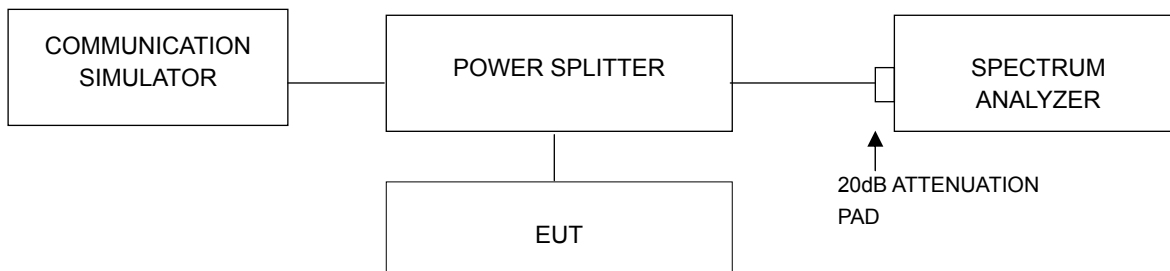 COMMUNICATION
SIMULATOR
POWER SPLITTER
SPECTRUM
ANALYZER
20dB ATTENUATION
PAD
EUT